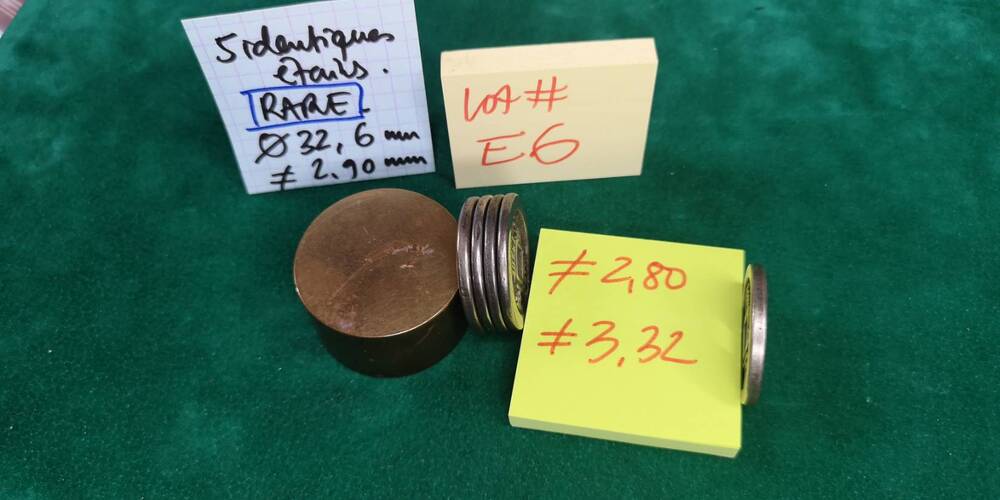 5 identiques
étains.
RARE
Ø 32,6 mm
≠ 2,90 mm
LOT #
E6
≠ 2,80
≠ 3,32